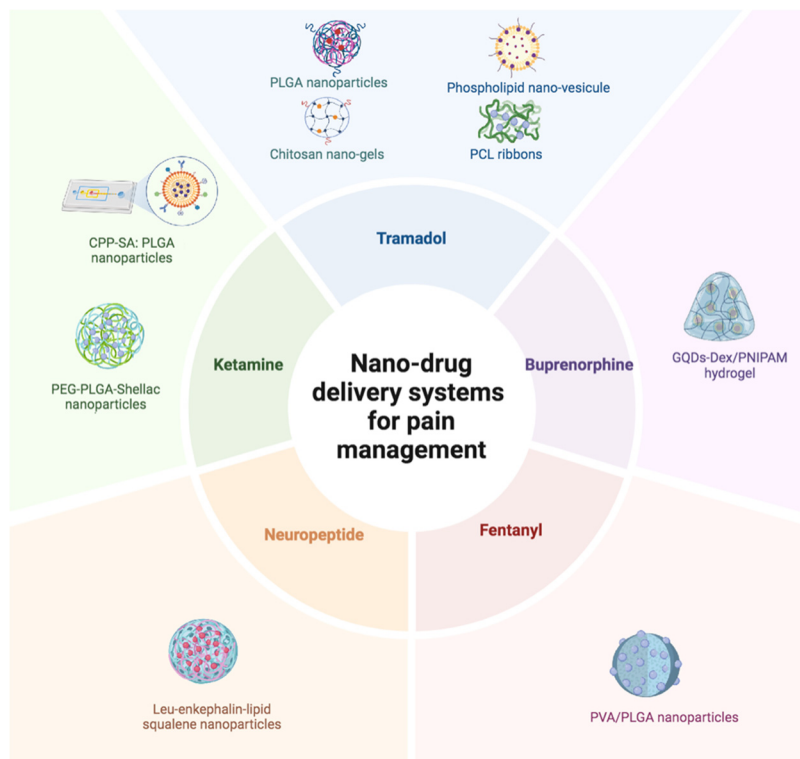 PLGA nanoparticles
Phospholipid nano-vesicule
Chitosan nano-gels
PCL ribbons
CPP-SA: PLGA
nanoparticles
PEG-PLGA-Shellac
nanoparticles
Tramadol
Ketamine
Buprenorphine
Nano-drug
delivery systems
for pain
management
GQDs-Dex/PNIPAM
hydrogel
Neuropeptide
Fentanyl
Leu-enkephalin-lipid
squalene nanoparticles
PVA/PLGA nanoparticles